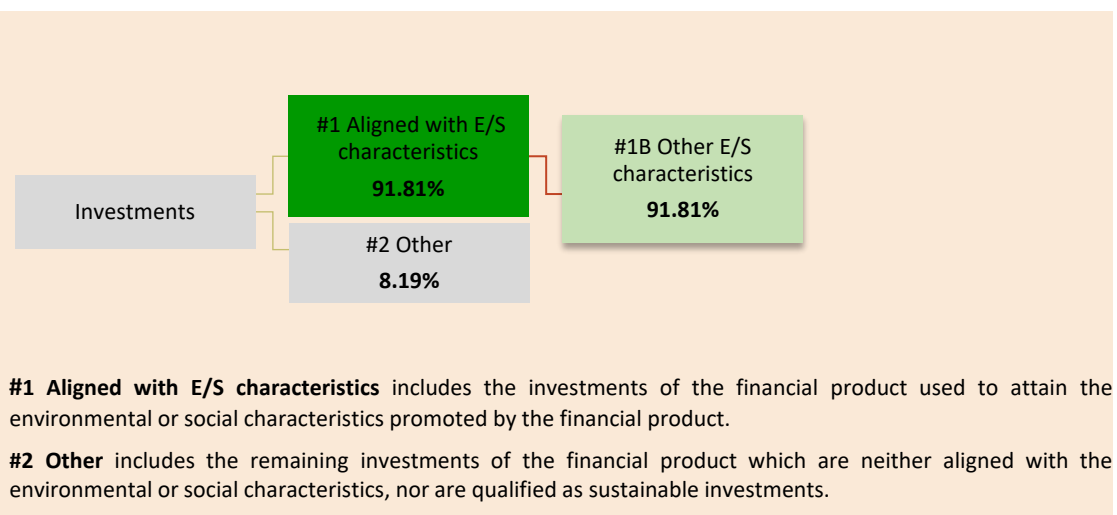 #1 Aligned with E/S
characteristics
91.81%
#1B Other E/S
characteristics
91.81%
Investments
#2 Other
8.19%
#1 Aligned with E/S characteristics includes the investments of the financial product used to attain the
environmental or social characteristics promoted by the financial product.
#2 Other includes the remaining investments of the financial product which are neither aligned with the
environmental or social characteristics, nor are qualified as sustainable investments.